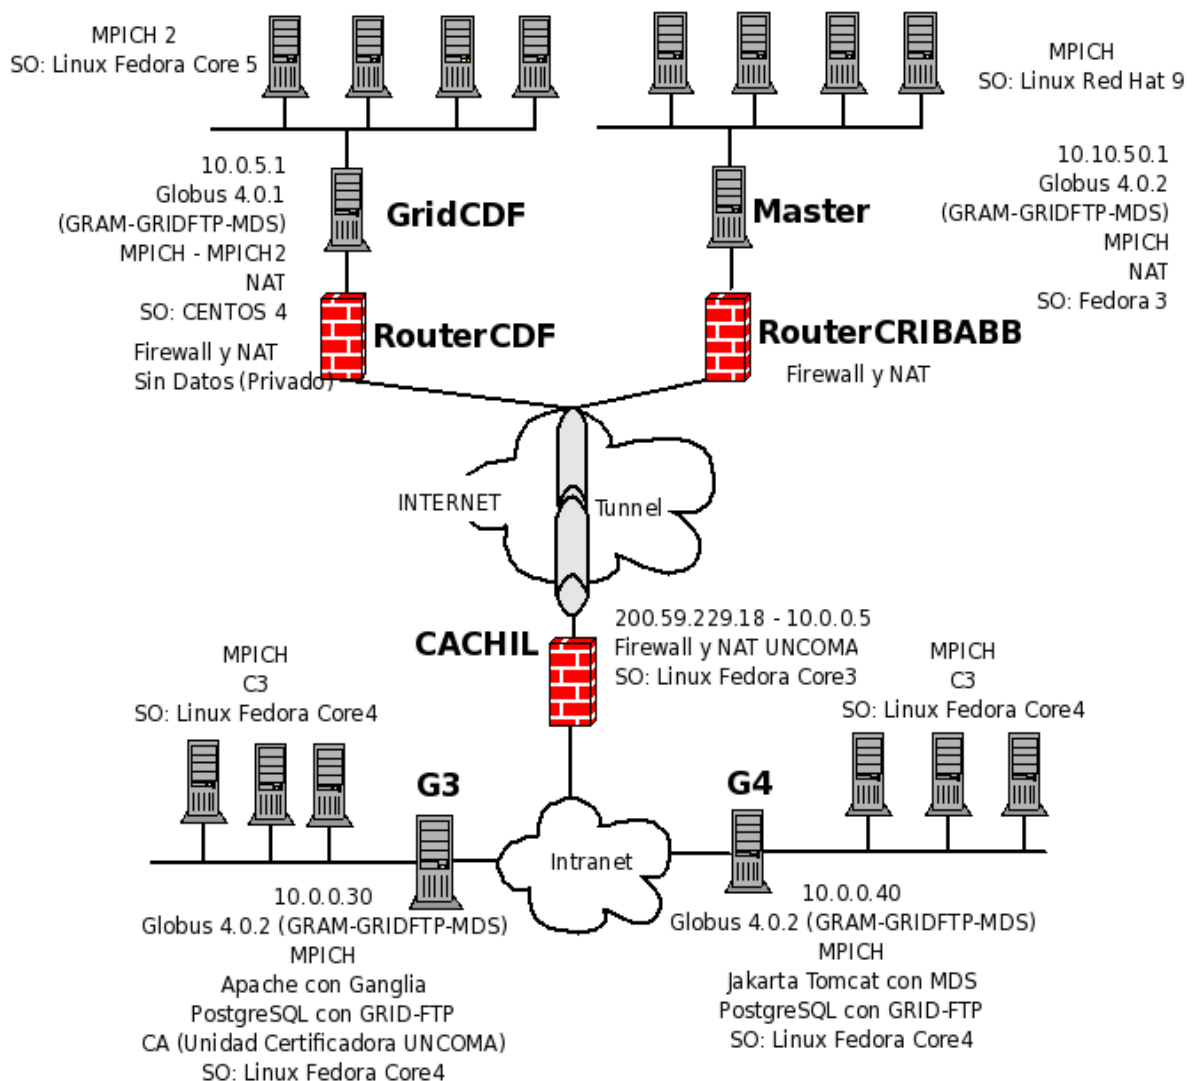 MPICH 2
SO: Linux Fedora Core 5
MPICH
SO: Linux Red Hat 9
10.0.5.1
Globus 4.0.1
(GRAM-GRIDFTP-MDS)
MPICH - MPICH2
NAT
SO: CENTOS 4
GridCDF
Master
10.10.50.1
Globus 4.0.2
(GRAM-GRIDFTP-MDS)
MPICH
NAT
SO: Fedora 3
RouterCDF
Firewall y NAT
Sin Datos (Privado)
RouterCRIBABB
Firewall y NAT
INTERNET
Tunnel
CACHIL
200.59.229.18 - 10.0.0.5
Firewall y NAT UNCOMA
SO: Linux Fedora Core3
MPICH
C3
SO: Linux Fedora Core4
MPICH
C3
SO: Linux Fedora Core4
G3
G4
Intranet
10.0.0.30
Globus 4.0.2 (GRAM-GRIDFTP-MDS)
MPICH
Apache con Ganglia
PostgreSQL con GRID-FTP
CA (Unidad Certificadora UNCOMA)
SO: Linux Fedora Core4
10.0.0.40
Globus 4.0.2 (GRAM-GRIDFTP-MDS)
MPICH
Jakarta Tomcat con MDS
PostgreSQL con GRID-FTP
SO: Linux Fedora Core4